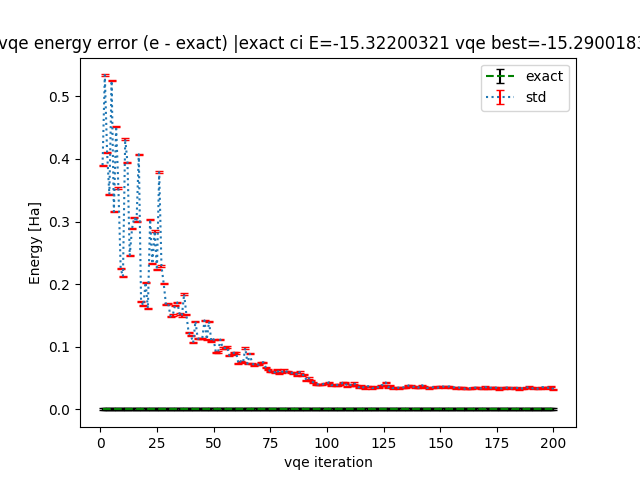 vqe energy error (e - exact) |exact ci E=-15.32200321 vqe best=-15.2900183
exact
std
Energy [Ha]
0.5
0.4
0.3
0.2
0.1
0.0
0 25 50 75 100 125 150 175 200
vqe iteration